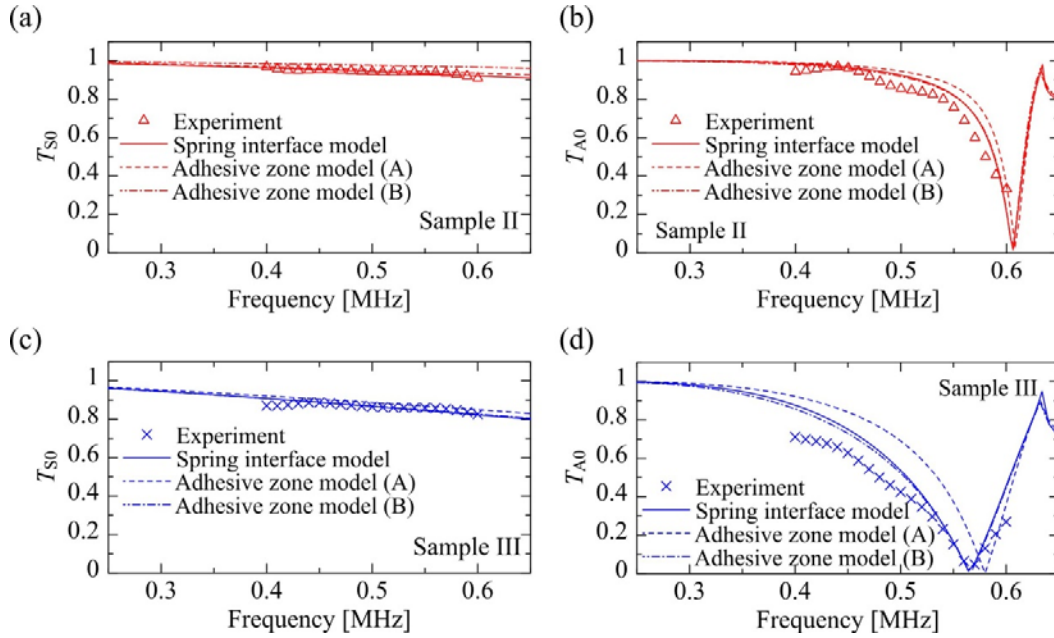 (a)
1
0.8
0.6
0.4
0.2
0
T_S0
Experiment
Spring interface model
Adhesive zone model (A)
Adhesive zone model (B)
Sample II
0.3 0.4 0.5 0.6
Frequency [MHz]
(b)
1
0.8
0.6
0.4
0.2
0
T_A0
Experiment
Spring interface model
Adhesive zone model (A)
Adhesive zone model (B)
Sample II
0.3 0.4 0.5 0.6
Frequency [MHz]
(c)
1
0.8
0.6
0.4
0.2
0
T_S0
Experiment
Spring interface model
Adhesive zone model (A)
Adhesive zone model (B)
Sample III
0.3 0.4 0.5 0.6
Frequency [MHz]
(d)
1
0.8
0.6
0.4
0.2
0
T_A0
Sample III
Experiment
Spring interface model
Adhesive zone model (A)
Adhesive zone model (B)
0.3 0.4 0.5 0.6
Frequency [MHz]